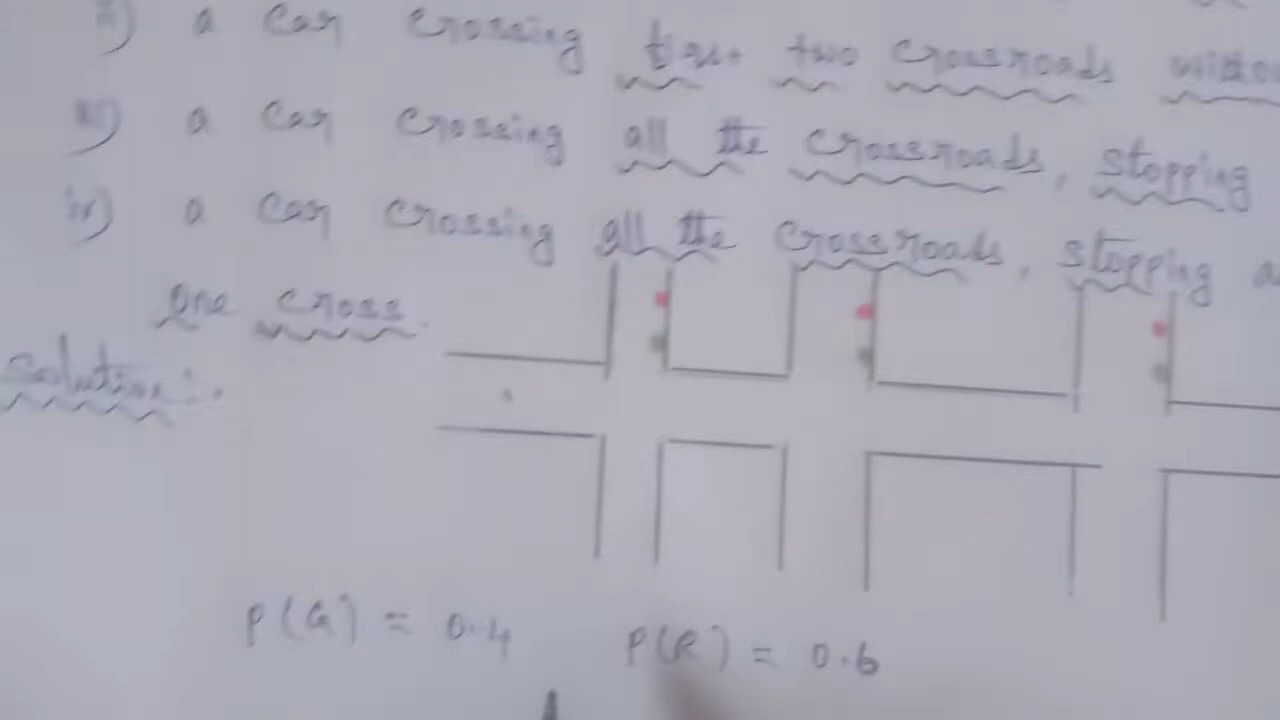 ii) a car crossing first two crossroads
iii) a car crossing all the crossroads, stopping
iv) a car crossing all the crossroads, stopping
one cross.
Solution:-
P(G) = 0.4 P(R) = 0.6